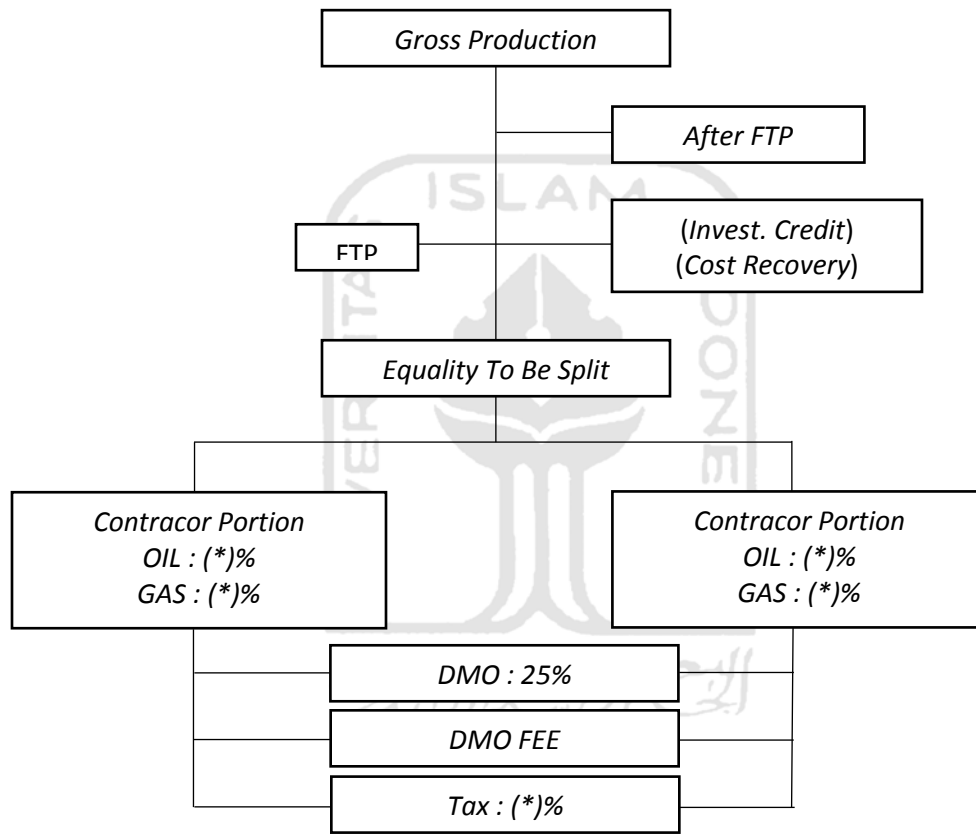 Gross Production
After FTP
ISLAM
FTP
(Invest. Credit)
(Cost Recovery)
Equality To Be Split
Contracor Portion
OIL : (*)%
GAS : (*)%
Contracor Portion
OIL : (*)%
GAS : (*)%
DMO : 25%
DMO FEE
Tax : (*)%